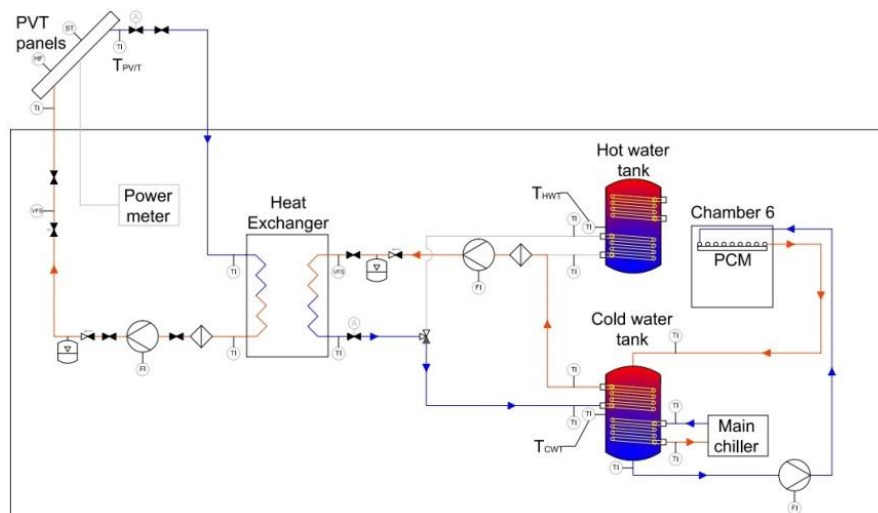 PVT
panels
ST
HF
TI
A
TI
T PV/T
VFS
Power
meter
Heat
Exchanger
TI
TI
TI
VFS
A
TI
FI
FI
Hot water
tank
T HWT
TI
TI
TI
Chamber 6
PCM
Cold water
tank
TI
TI
TI
TI
T CWT
TI
TI
TI
Main
chiller
FI